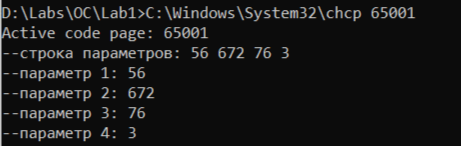 D:\Labs\OC\Lab1>C:\Windows\System32\chcp 65001
Active code page: 65001
--строка параметров: 56 672 76 3
--параметр 1: 56
--параметр 2: 672
--параметр 3: 76
--параметр 4: 3